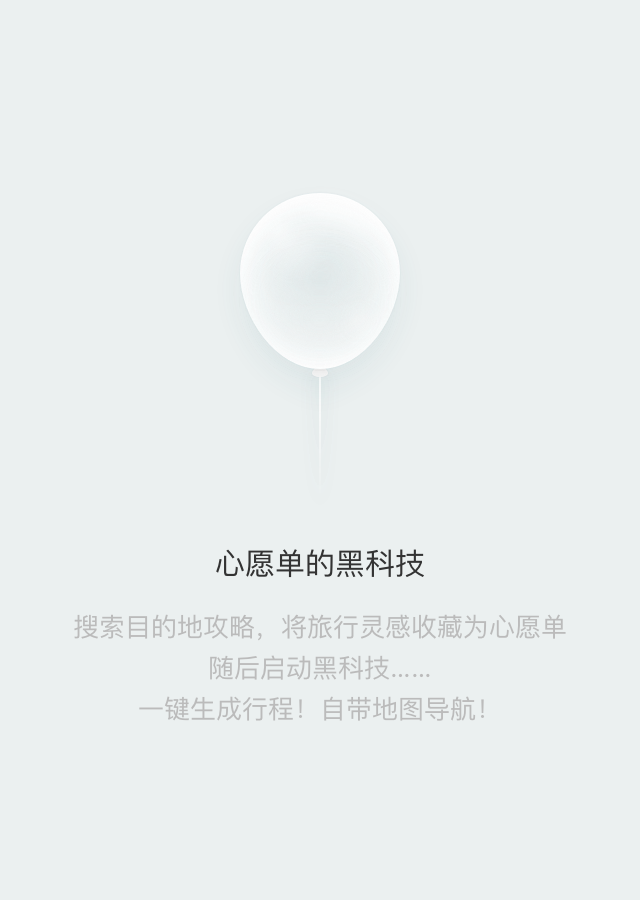 心愿单的黑科技
搜索目的地攻略，将旅行灵感收藏为心愿单
随后启动黑科技……
一键生成行程！自带地图导航！